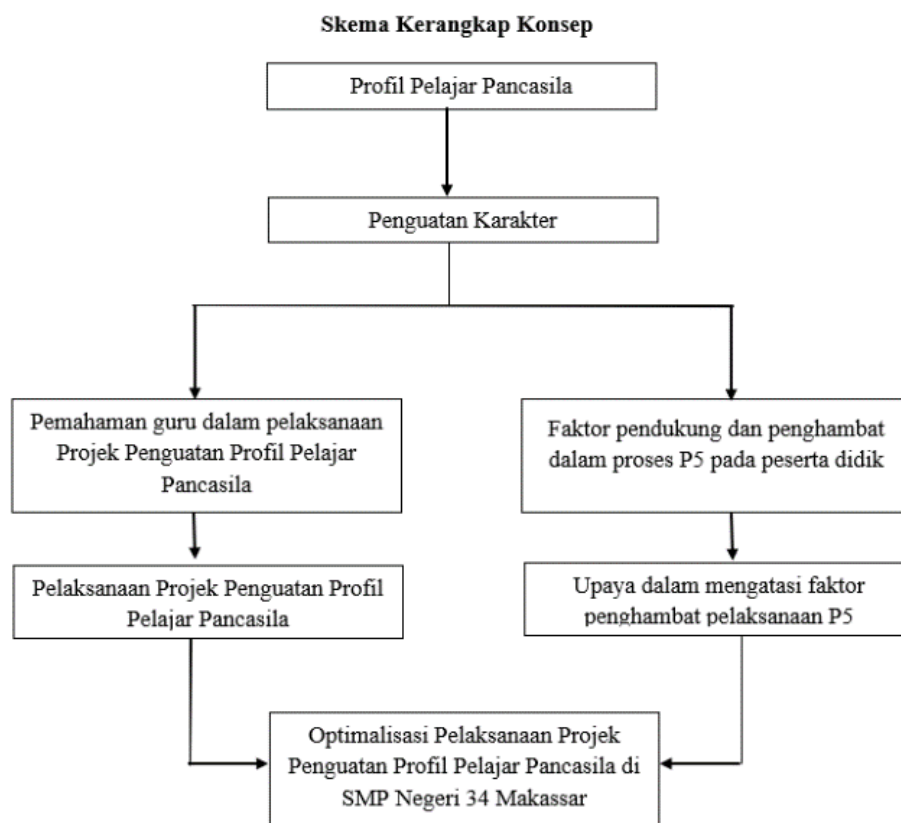 Skema Kerangkap Konsep
Profil Pelajar Pancasila
Penguatan Karakter
Pemahaman guru dalam pelaksanaan
Projek Penguatan Profil Pelajar
Pancasila
Faktor pendukung dan penghambat
dalam proses P5 pada peserta didik
Pelaksanaan Projek Penguatan Profil
Pelajar Pancasila
Upaya dalam mengatasi faktor
penghambat pelaksanaan P5
Optimalisasi Pelaksanaan Projek
Penguatan Profil Pelajar Pancasila di
SMP Negeri 34 Makassar